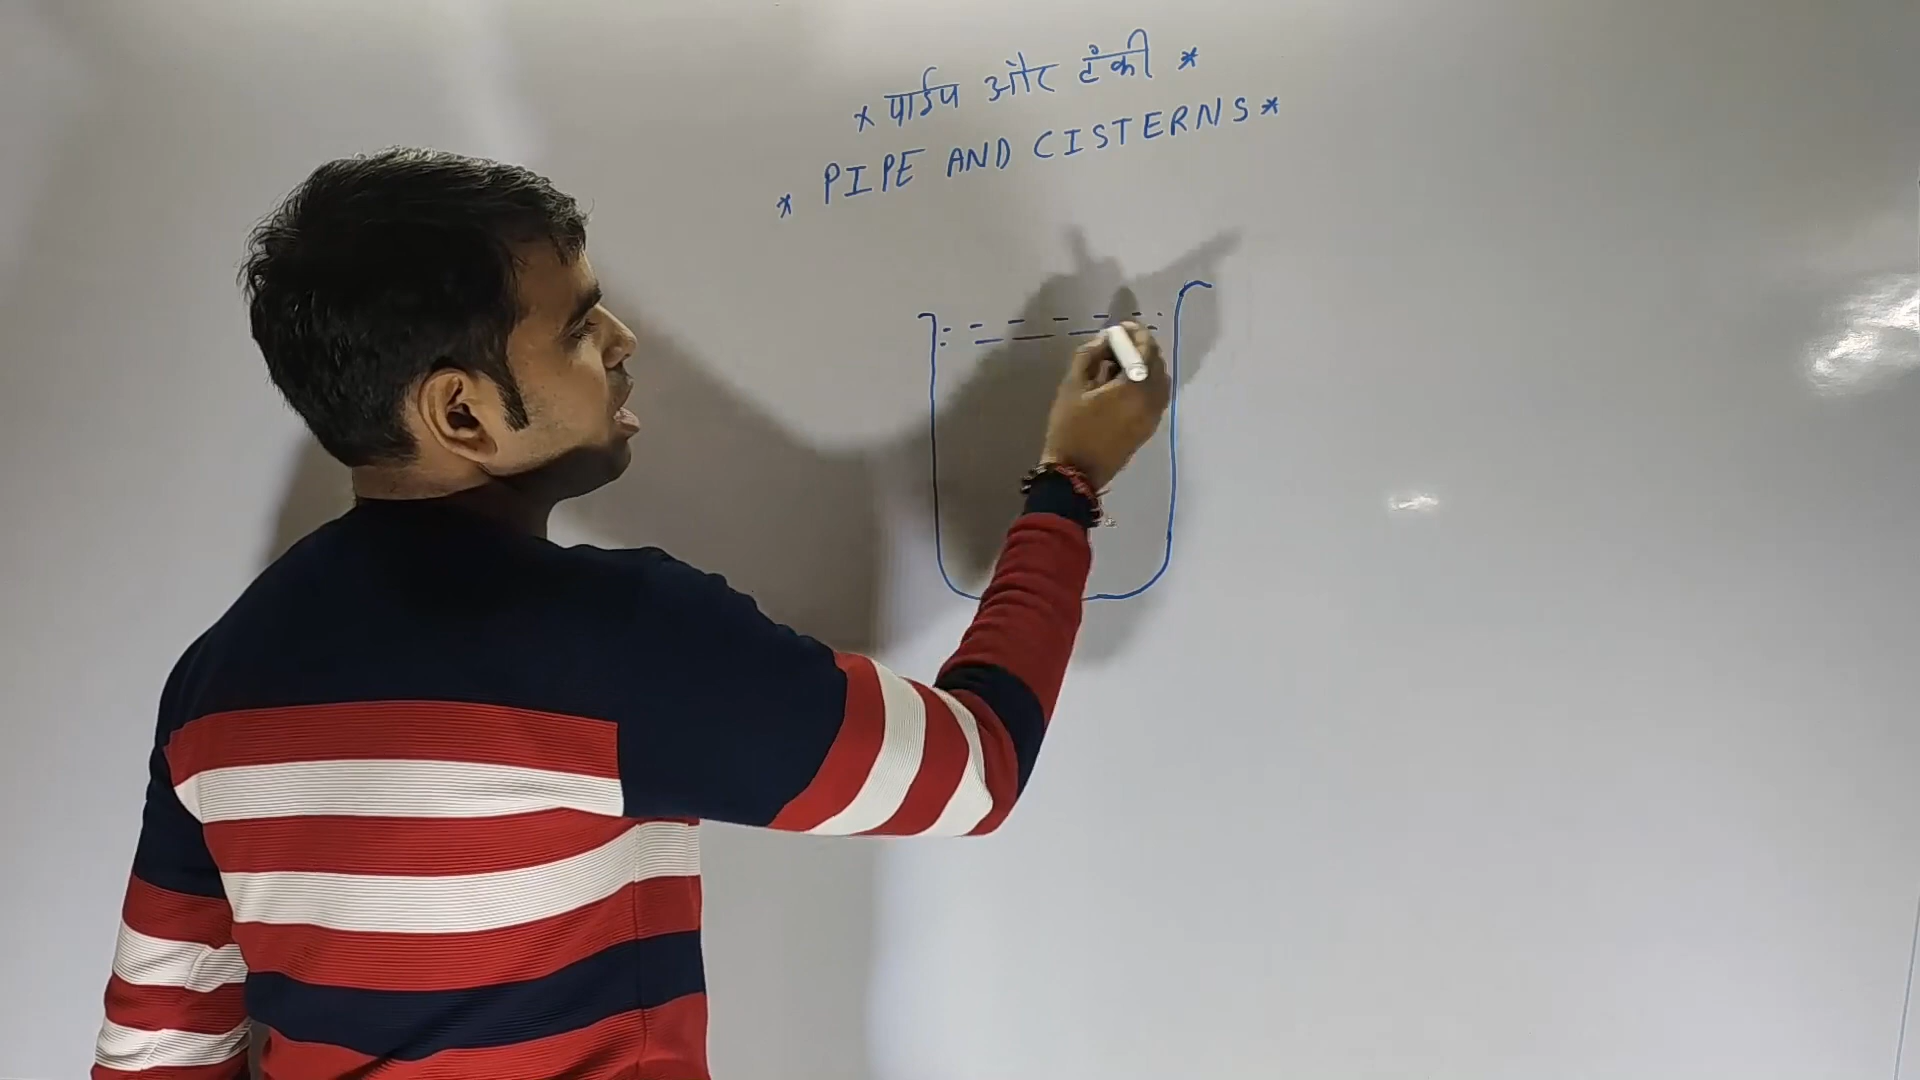 * पाईप और टंकी *
* PIPE AND CISTERNS *